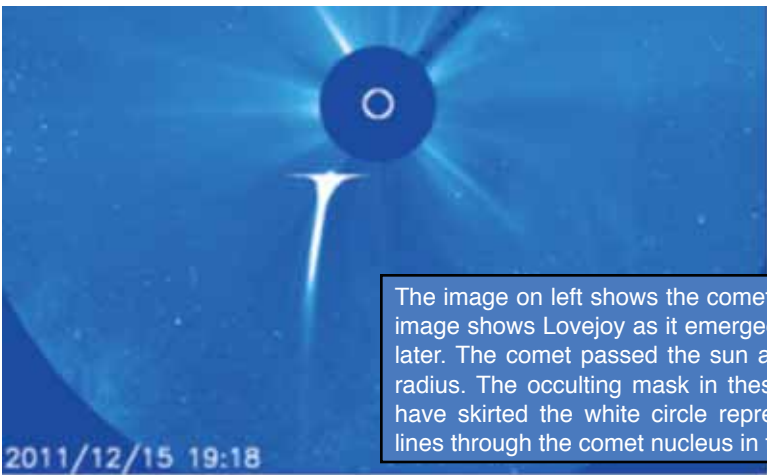 The image on left shows the comet
image shows Lovejoy as it emerge
later. The comet passed the sun a
radius. The occulting mask in thes
have skirted the white circle repre
lines through the comet nucleus in
2011/12/15 19:18